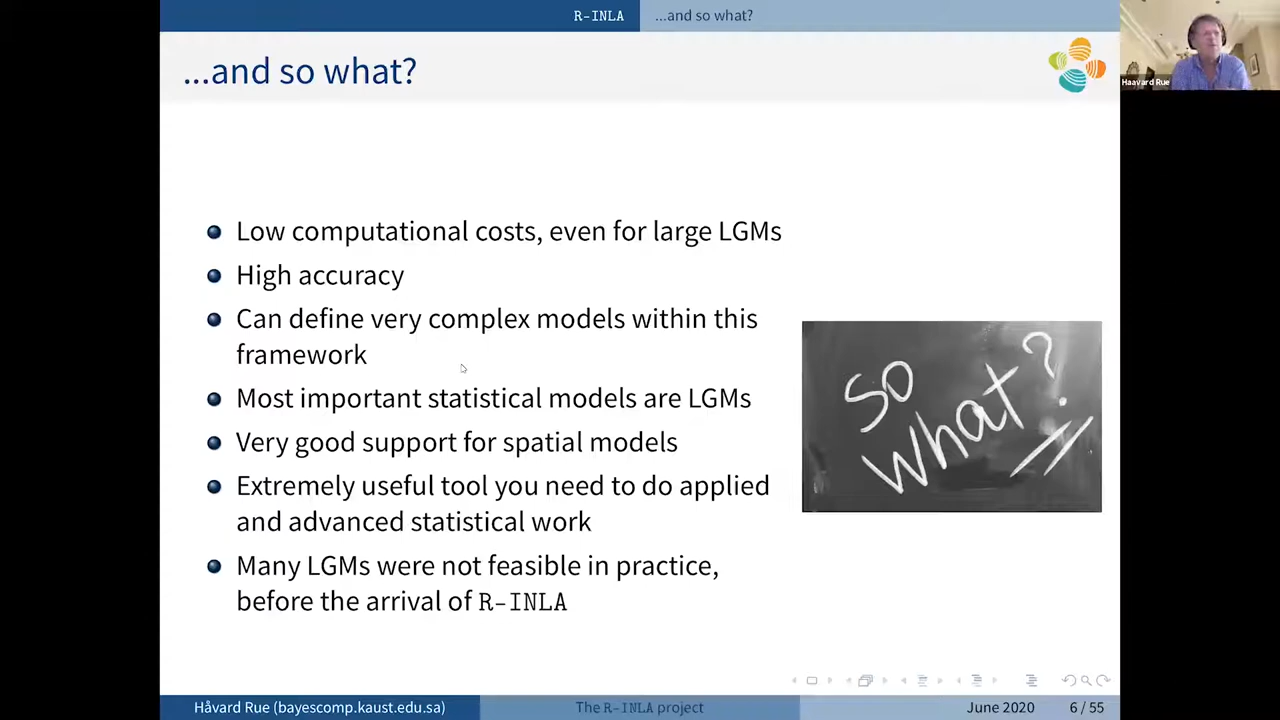 R-INLA ...and so what?
...and so what?
Haavard Rue
Low computational costs, even for large LGMs
High accuracy
Can define very complex models within this
framework
Most important statistical models are LGMs
Very good support for spatial models
Extremely useful tool you need to do applied
and advanced statistical work
Many LGMs were not feasible in practice,
before the arrival of R-INLA
So
what?
Håvard Rue (bayescomp.kaust.edu.sa) The R-INLA project June 2020 6 / 55